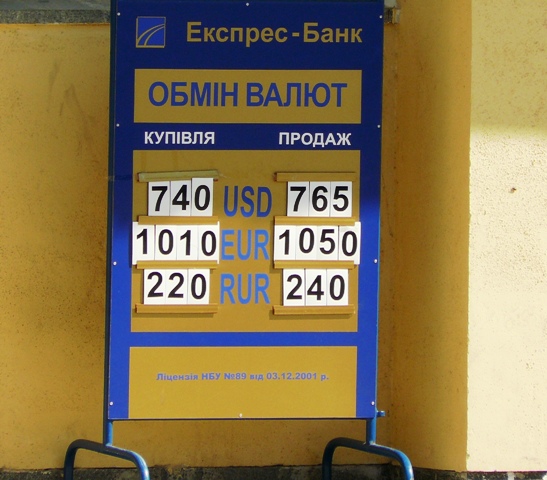 Експрес-Банк
ОБМІН ВАЛЮТ
КУПІВЛЯ ПРОДАЖ
740 USD 765
1010 EUR 1050
220 RUR 240
Ліцензія НБУ №89 від 03.12.2001 р.